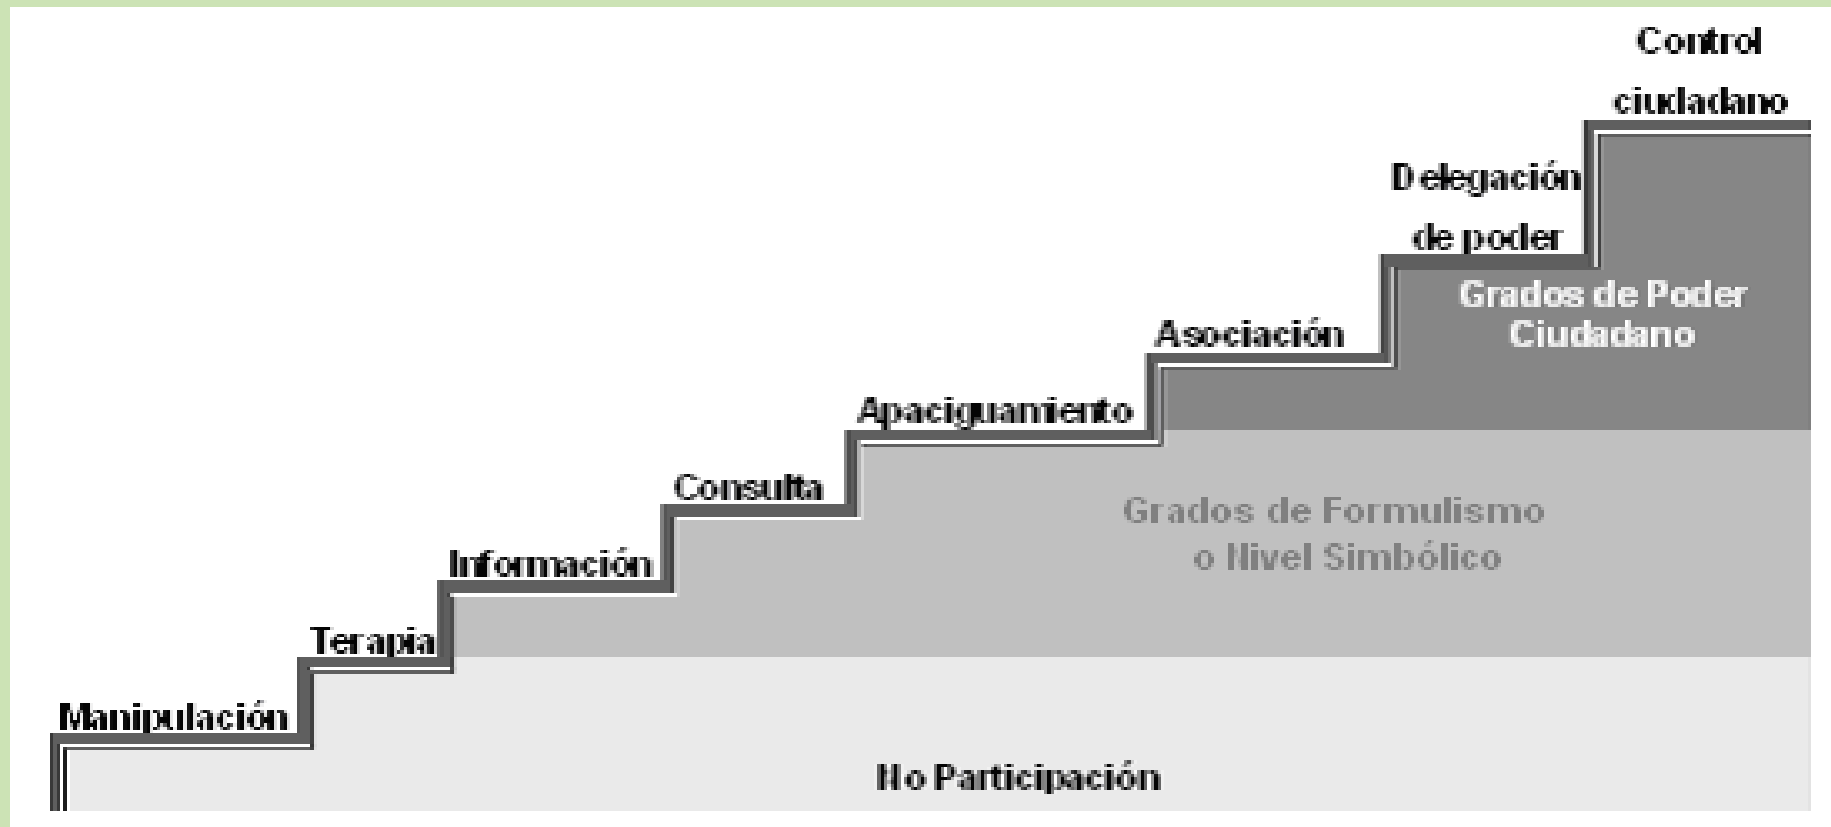 Control
ciudadano
Delegación
de poder
Grados de Poder
Ciudadano
Asociación
Apaciguamiento
Consulta
Grados de Formulismo
o Nivel Simbólico
Información
Terapia
Manipulación
No Participación